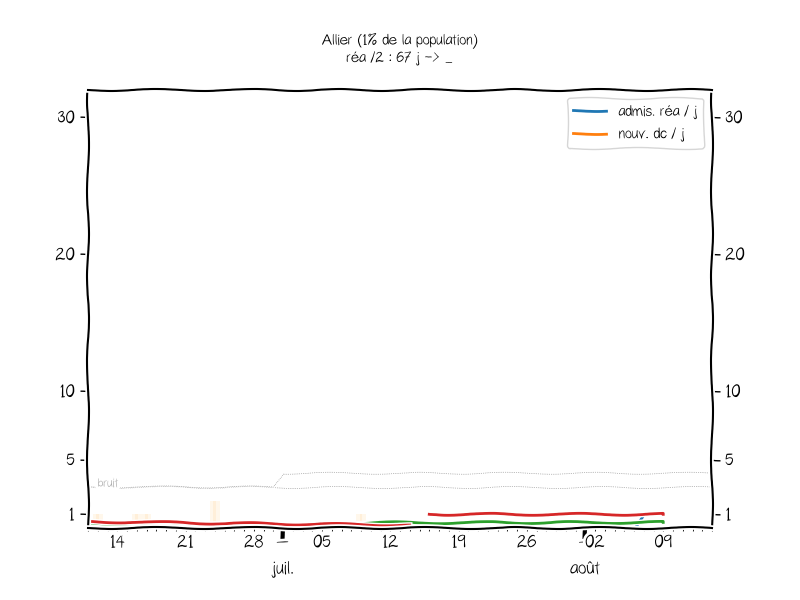 Allier (1% de la population)
réa /2 : 67 j -> _
admis. réa / j
nouv. dc / j
30 30
20 20
10 10
5 5
bruit
1 1
14 21 28 05 12 19 26 02 09
juil. août